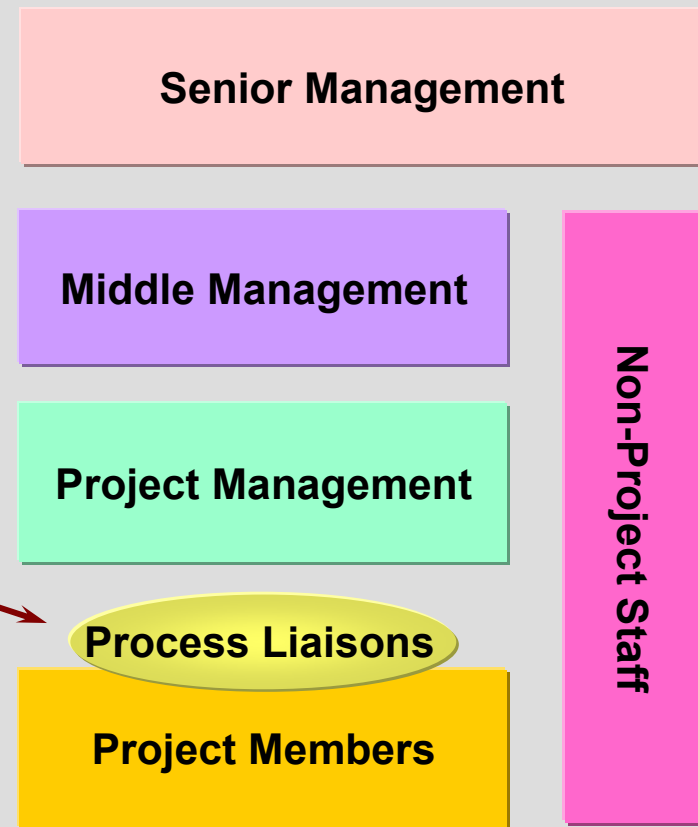 Senior Management
Middle Management
Project Management
Process Liaisons
Project Members
Non-Project Staff